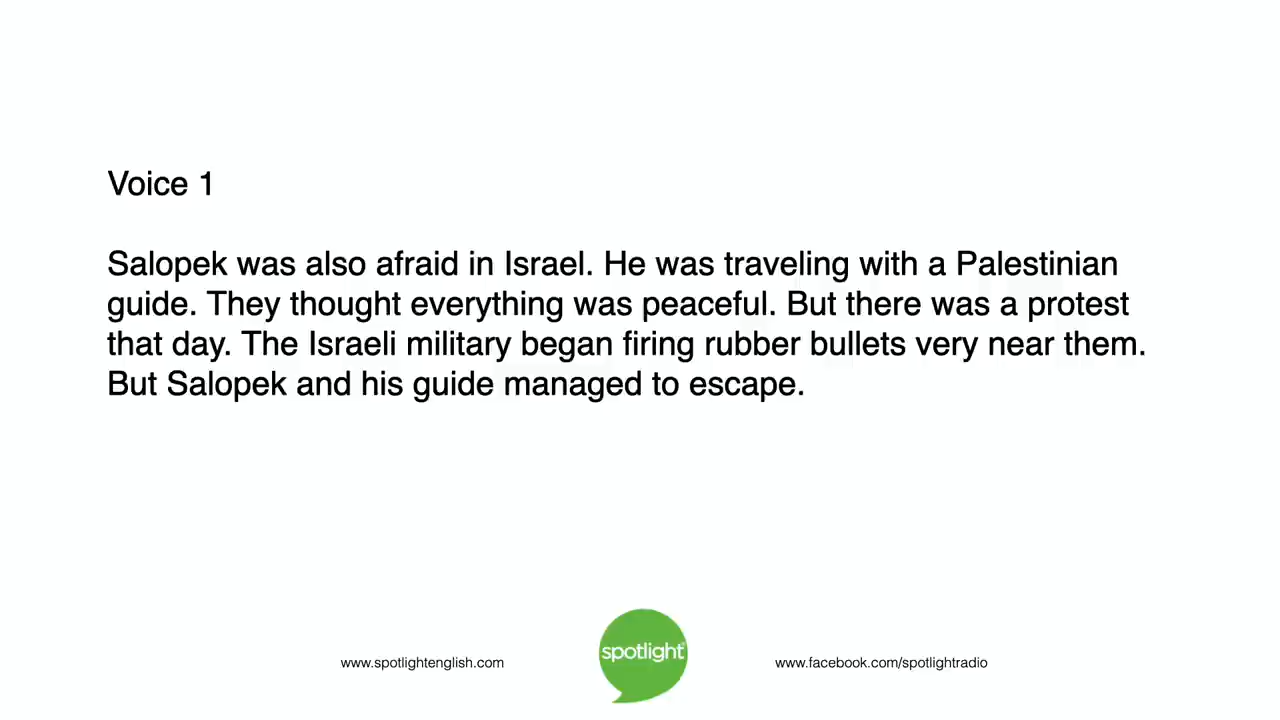 Voice 1
Salopek was also afraid in Israel. He was traveling with a Palestinian
guide. They thought everything was peaceful. But there was a protest
that day. The Israeli military began firing rubber bullets very near them.
But Salopek and his guide managed to escape.
www.spotlightenglish.com
spotlight®
www.facebook.com/spotlightradio